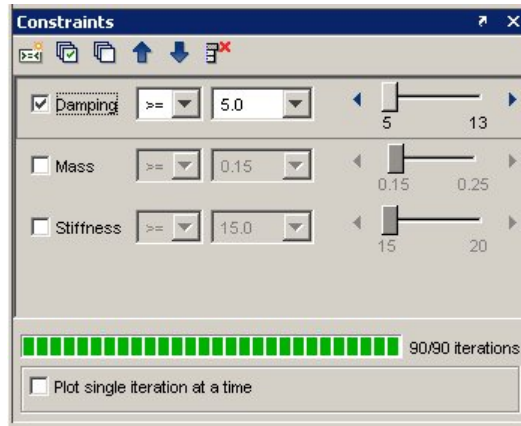 Constraints
Damping >= 5.0 5 13
Mass >= 0.15 0.15 0.25
Stiffness >= 15.0 15 20
90/90 iterations
Plot single iteration at a time